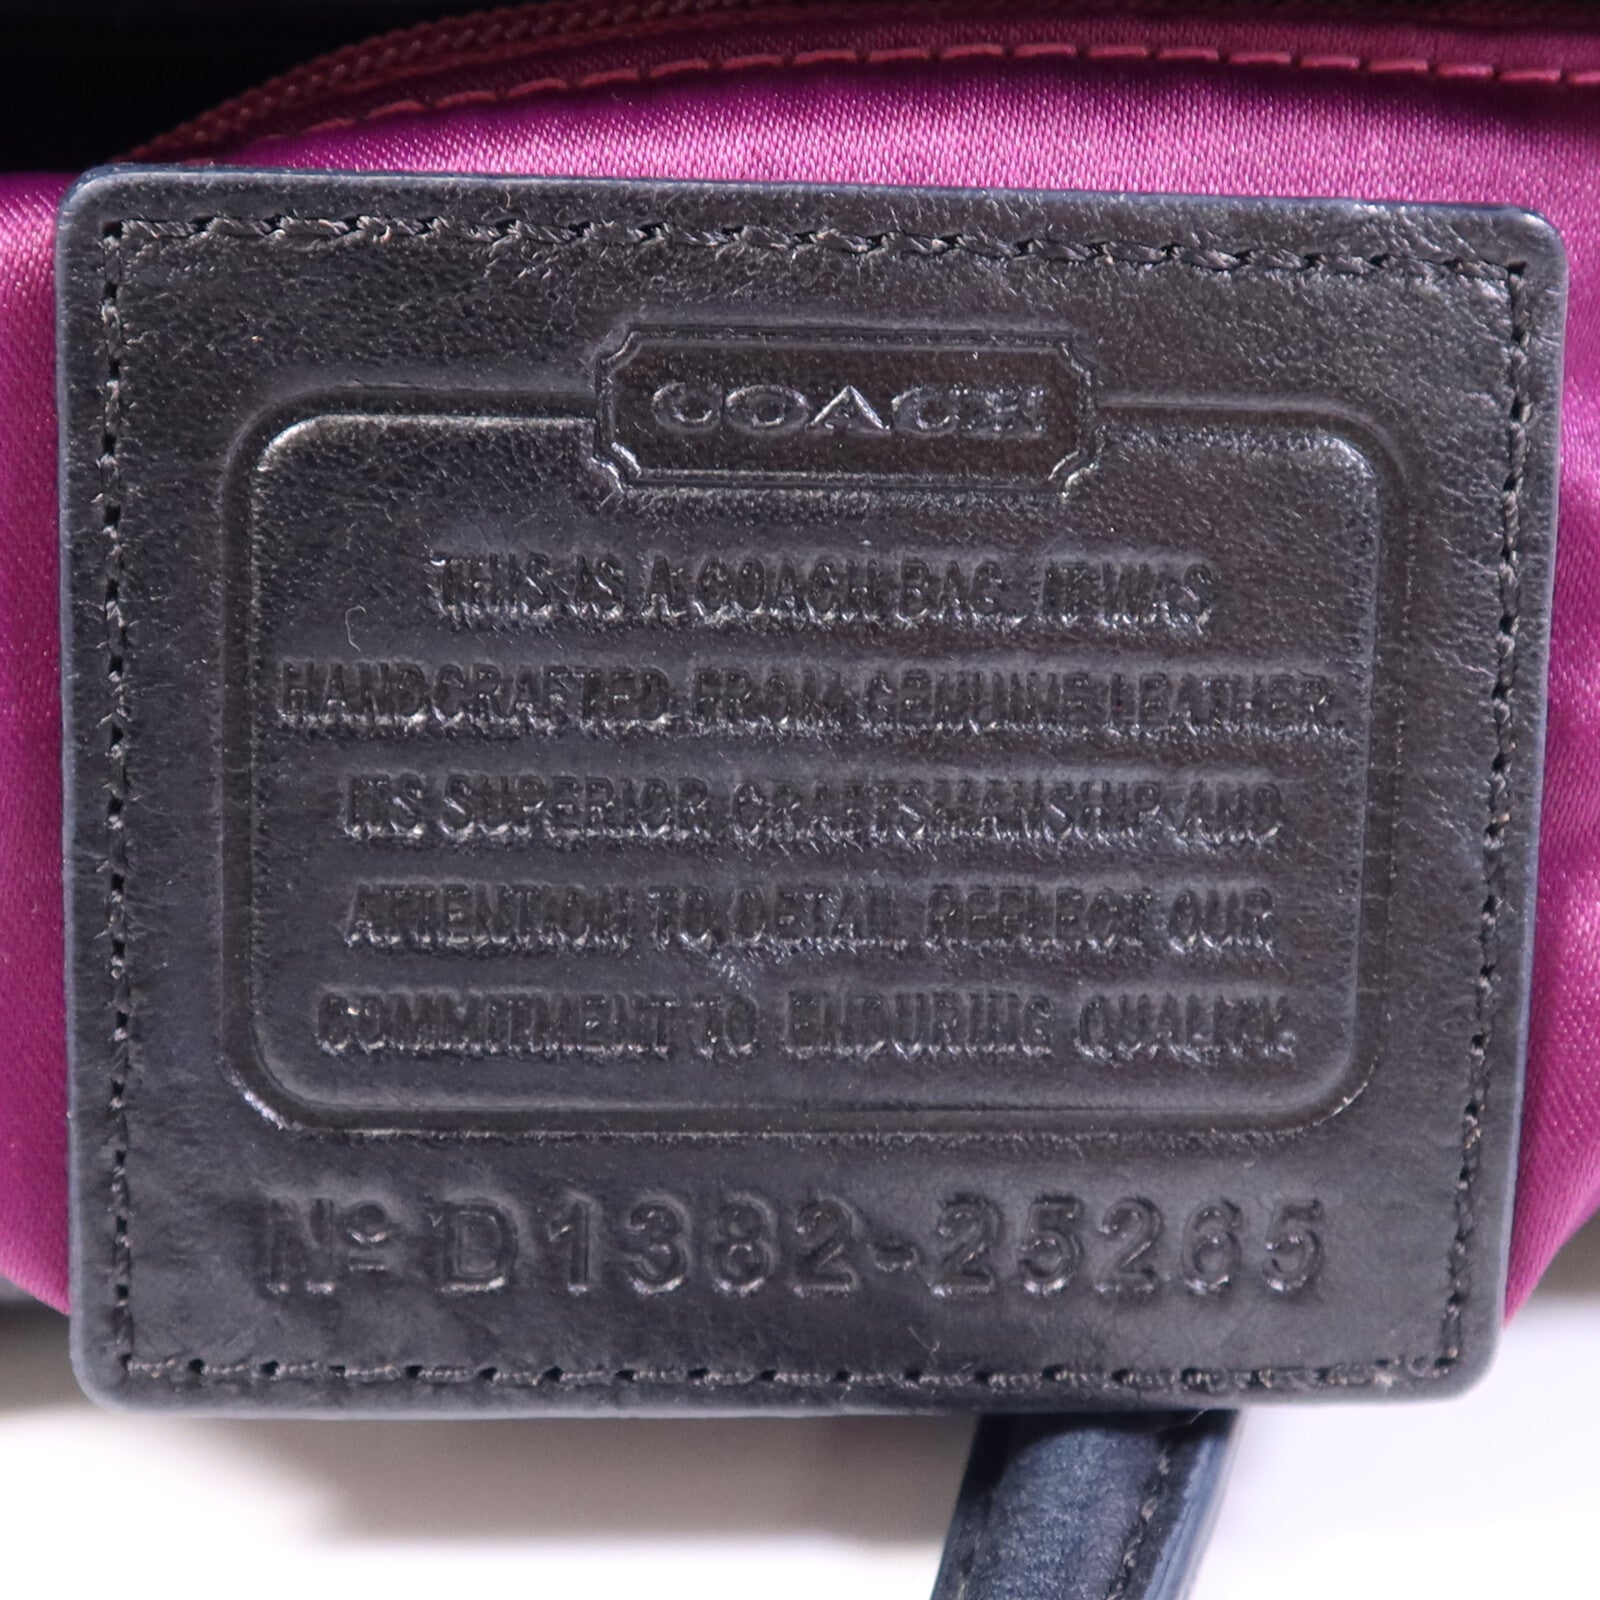 COACH
THIS IS A COACH BAG. IT WAS
HANDCRAFTED FROM GENUINE LEATHER.
ITS SUPERIOR CRAFTSMANSHIP AND
ATTENTION TO DETAIL REFLECT OUR
COMMITMENT TO ENDURING QUALITY.
Nº D1382-25265